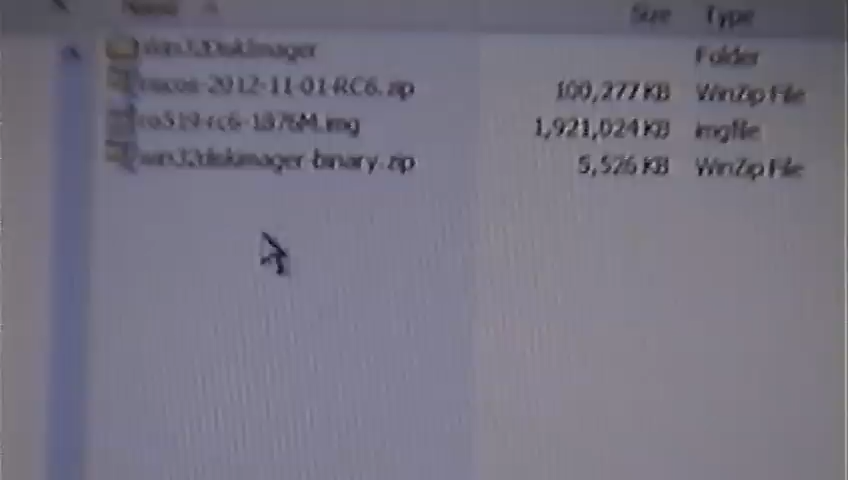 Name Size Type
Win32DiskImager Folder
riscos-2012-11-01-RC6.zip 100,277 KB WinZip File
ro519-rc6-1876M.img 1,921,024 KB imgfile
win32diskimager-binary.zip 5,526 KB WinZip File